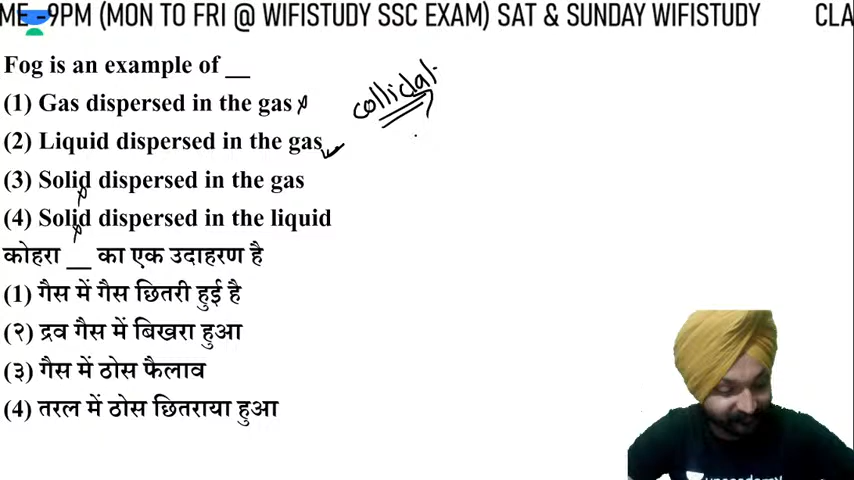 ME -9PM (MON TO FRI @ WIFISTUDY SSC EXAM) SAT & SUNDAY WIFISTUDY CLA
Fog is an example of __
(1) Gas dispersed in the gas
(2) Liquid dispersed in the gas
(3) Solid dispersed in the gas
(4) Solid dispersed in the liquid
collidal
कोहरा __ का एक उदाहरण है
(1) गैस में गैस छितरी हुई है
(२) द्रव गैस में बिखरा हुआ
(३) गैस में ठोस फैलाव
(4) तरल में ठोस छितराया हुआ